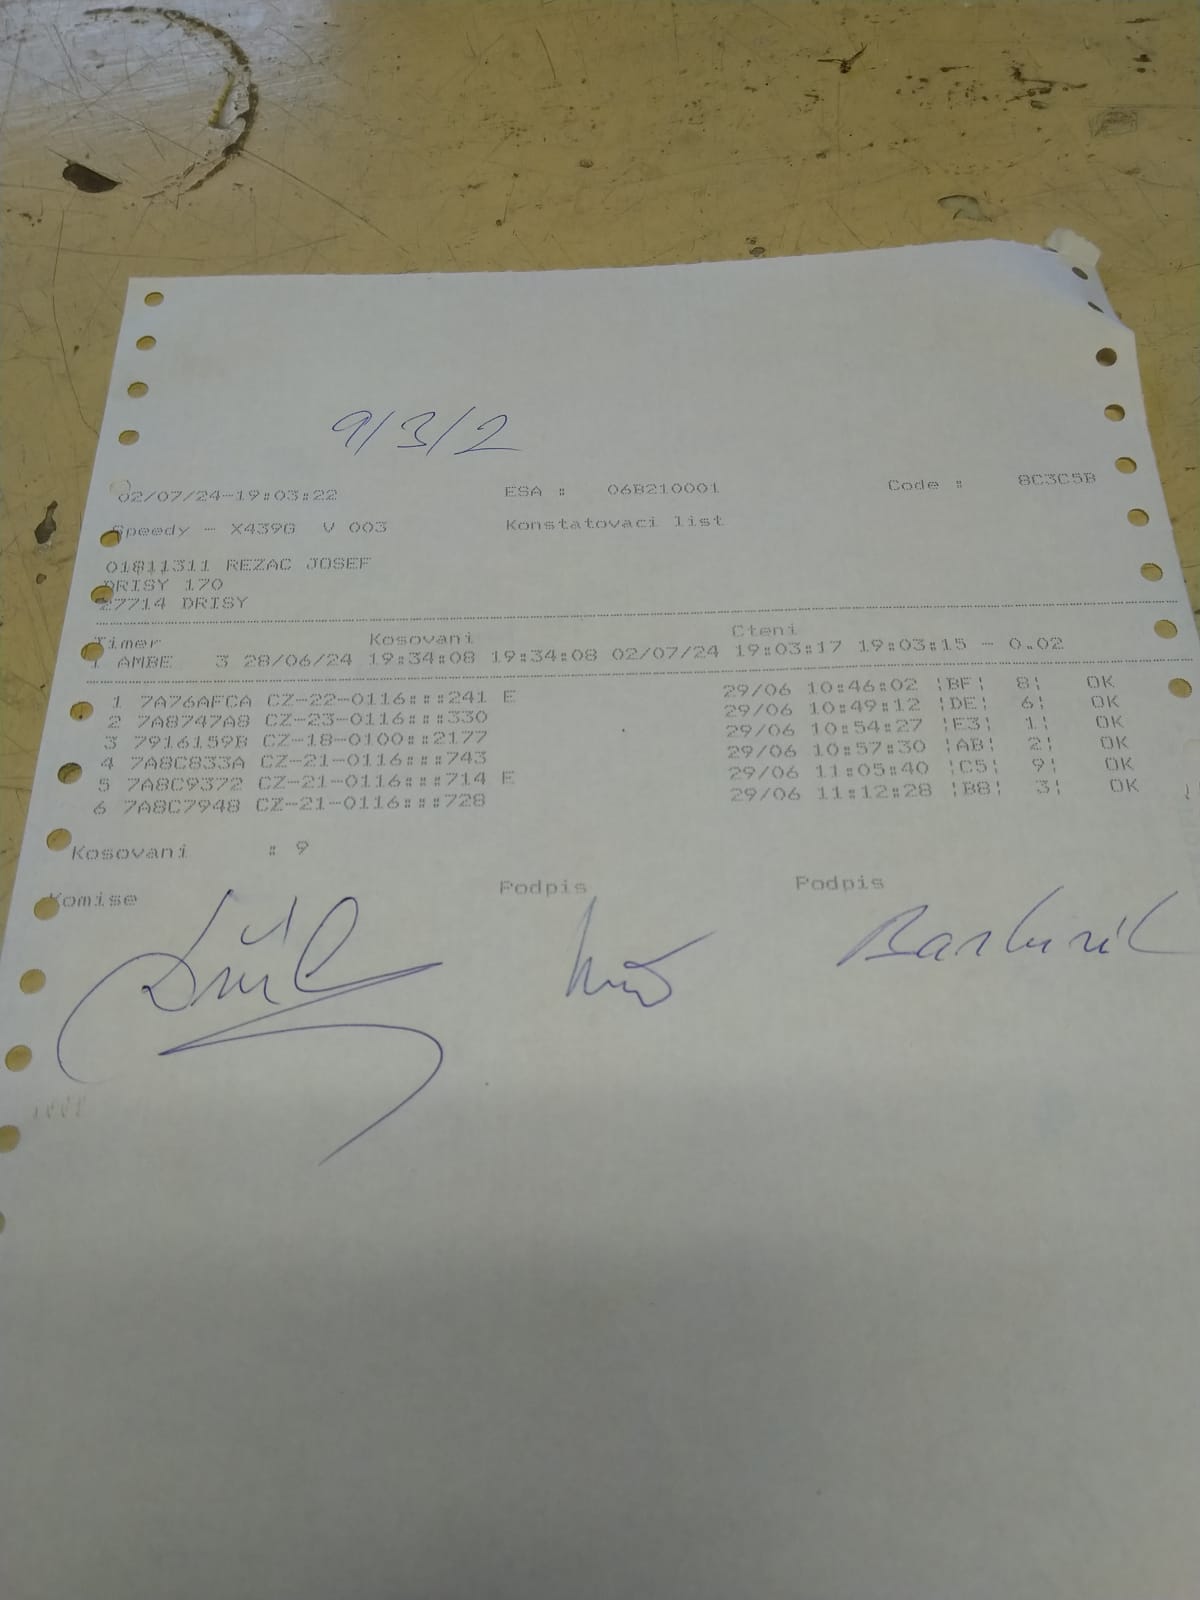 9/3/2
02/07/24-19:03:22 ESA : 06B210001 Code : 8C3C5B
Speedy - X439G V 003 Konstatovaci list
01811311 REZAC JOSEF
DRISY 170
27714 DRISY
Timer Kosovani Cteni
1 AMBE 3 28/06/24 19:34:08 19:34:08 02/07/24 19:03:17 19:03:15 - 0.02
1 7A76AFCA CZ-22-0116:::241 E 29/06 10:46:02 ¦BF¦ 8¦ OK
2 7A8747A8 CZ-23-0116:::330 29/06 10:49:12 ¦DE¦ 6¦ OK
3 7916159B CZ-18-0100::2177 29/06 10:54:27 ¦E3¦ 1¦ OK
4 7A8C833A CZ-21-0116:::743 29/06 10:57:30 ¦AB¦ 2¦ OK
5 7A8C9372 CZ-21-0116:::714 E 29/06 11:05:40 ¦C5¦ 9¦ OK
6 7A8C7948 CZ-21-0116:::728 29/06 11:12:28 ¦B8¦ 3¦ OK
Kosovani : 9
Komise Podpis Podpis